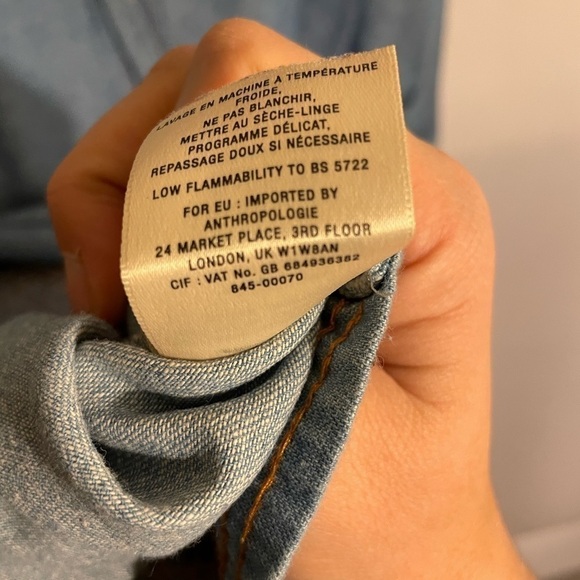 LAVAGE EN MACHINE À TEMPÉRATURE
FROIDE,
NE PAS BLANCHIR,
METTRE AU SÈCHE-LINGE
PROGRAMME DÉLICAT,
REPASSAGE DOUX SI NÉCESSAIRE
LOW FLAMMABILITY TO BS 5722
FOR EU : IMPORTED BY
ANTHROPOLOGIE
24 MARKET PLACE, 3RD FLOOR
LONDON, UK W1W8AN
CIF : VAT No. GB 684936382
845-00070